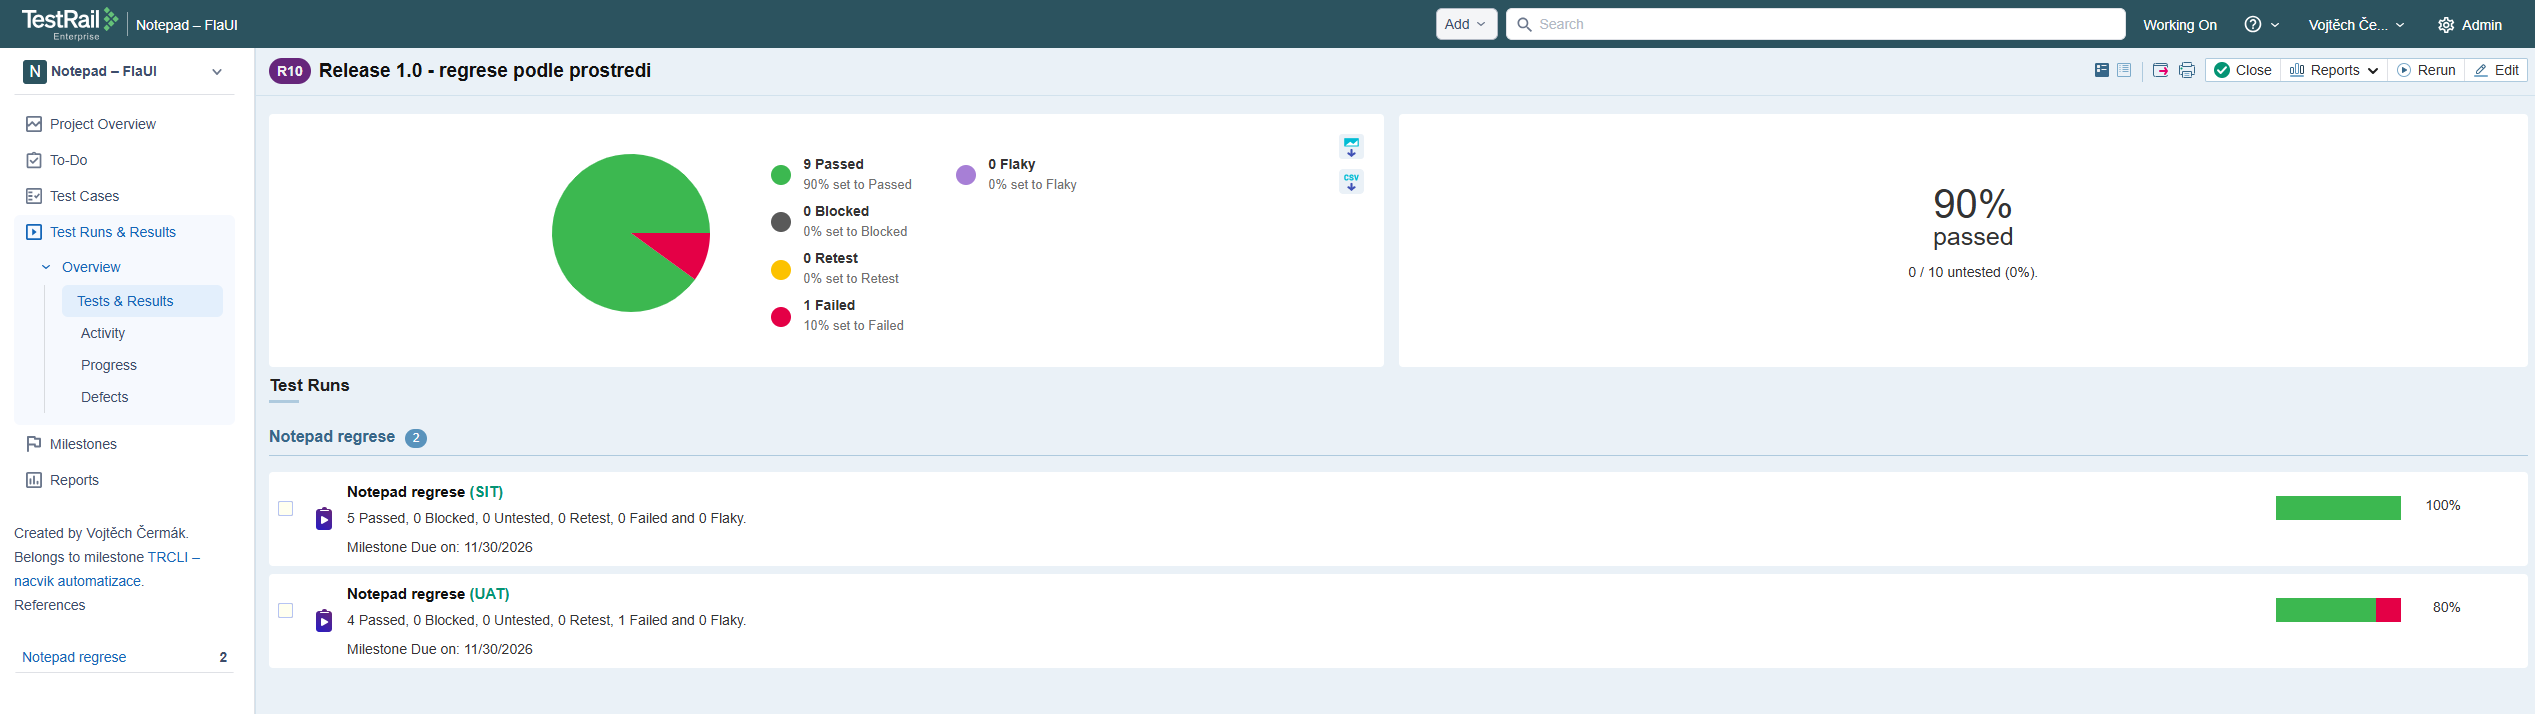 TestRail
Enterprise
Notepad – FlaUI
Add
Search
Working On
Vojtěch Če...
Admin
N Notepad – FlaUI
Project Overview
To-Do
Test Cases
Test Runs & Results
Overview
Tests & Results
Activity
Progress
Defects
Milestones
Reports
Created by Vojtěch Čermák.
Belongs to milestone TRCLI –
nacvik automatizace.
References
Notepad regrese 2
R10 Release 1.0 - regrese podle prostredi
Close
Reports
Rerun
Edit
9 Passed
90% set to Passed
0 Blocked
0% set to Blocked
0 Retest
0% set to Retest
1 Failed
10% set to Failed
0 Flaky
0% set to Flaky
CSV
90%
passed
0 / 10 untested (0%).
Test Runs
Notepad regrese 2
Notepad regrese (SIT)
5 Passed, 0 Blocked, 0 Untested, 0 Retest, 0 Failed and 0 Flaky.
Milestone Due on: 11/30/2026
100%
Notepad regrese (UAT)
4 Passed, 0 Blocked, 0 Untested, 0 Retest, 1 Failed and 0 Flaky.
Milestone Due on: 11/30/2026
80%